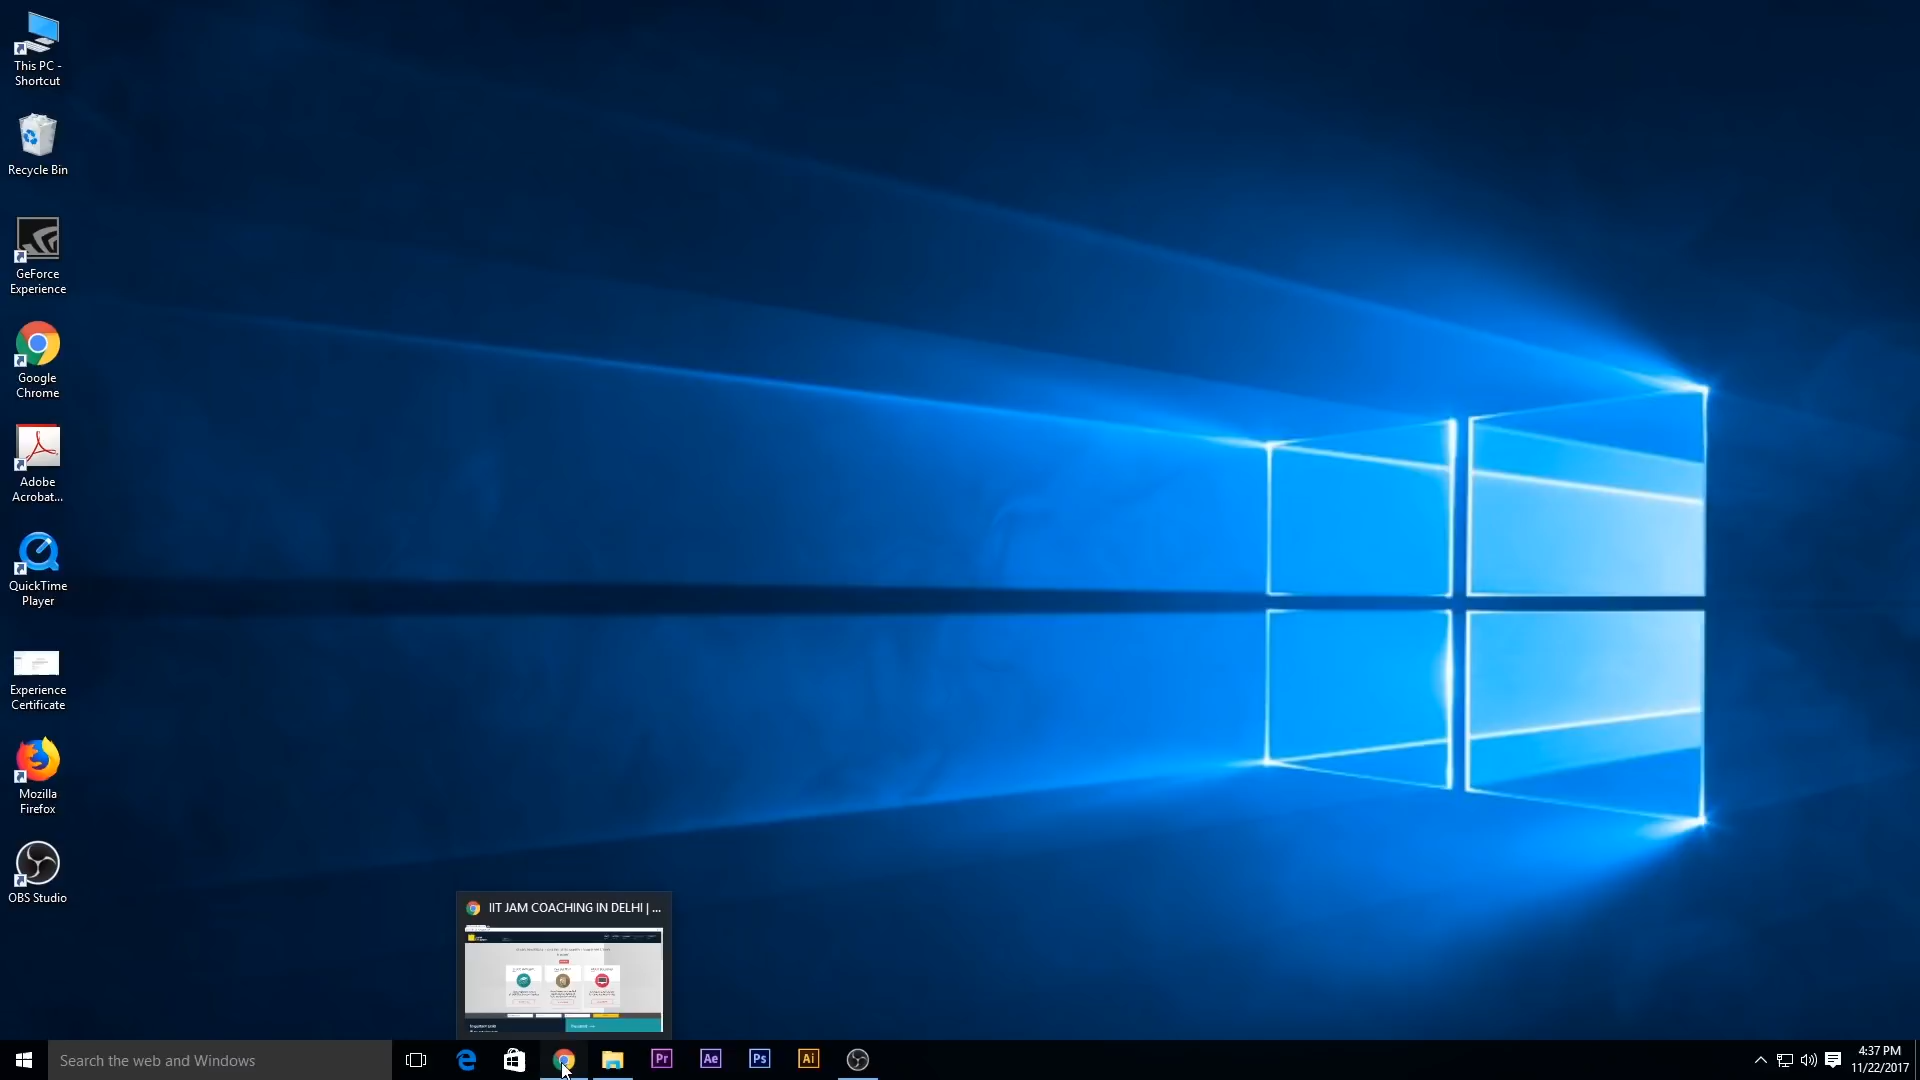 This PC -
Shortcut
Recycle Bin
GeForce
Experience
Google
Chrome
Adobe
Acrobat...
QuickTime
Player
Experience
Certificate
Mozilla
Firefox
OBS Studio
IIT JAM COACHING IN DELHI | ...
Search the web and Windows
Pr
Ae
Ps
Ai
4:37 PM
11/22/2017